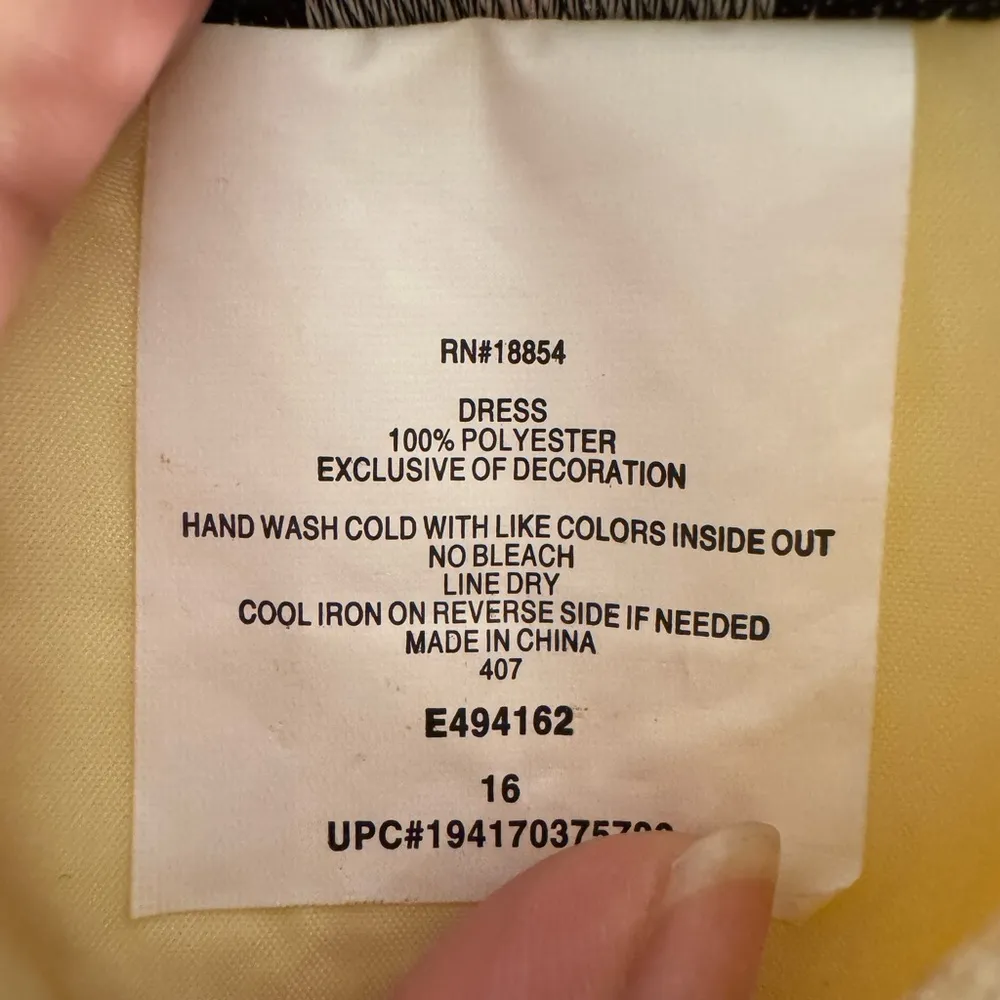 RN#18854
DRESS
100% POLYESTER
EXCLUSIVE OF DECORATION
HAND WASH COLD WITH LIKE COLORS INSIDE OUT
NO BLEACH
LINE DRY
COOL IRON ON REVERSE SIDE IF NEEDED
MADE IN CHINA
407
E494162
16